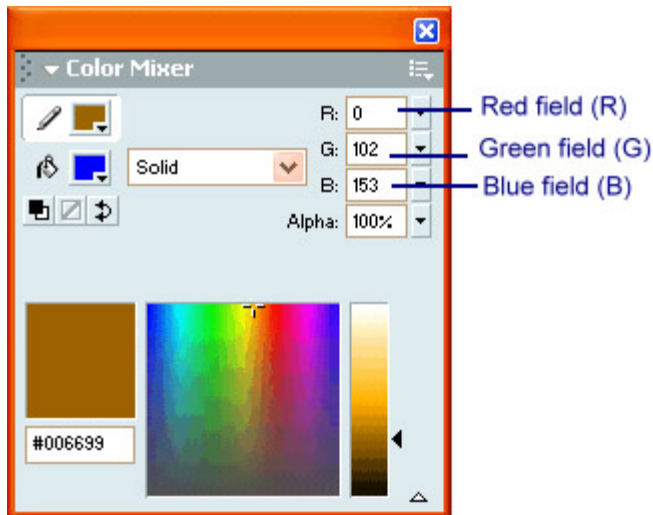 Color Mixer
R: 0 Red field (R)
G: 102 Green field (G)
Solid
B: 153 Blue field (B)
Alpha: 100%
#006699